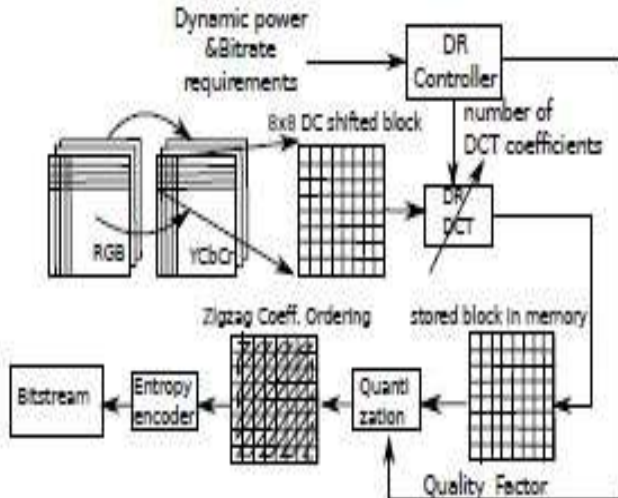 Dynamic power
&Bitrate
requirements
DR
Controller
number of
DCT coefficients
8x8 DC shifted block
RGB
YCbCr
DR
DCT
Zigzag Coeff. Ordering
stored block in memory
Bitstream
Entropy
encoder
Quanti
zation
Quality Factor